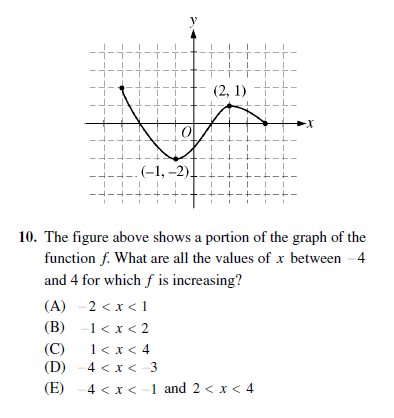 y
(2, 1)
x
O
(–1, –2)
10. The figure above shows a portion of the graph of the
function f. What are all the values of x between –4
and 4 for which f is increasing?
(A) –2 < x < 1
(B) –1 < x < 2
(C) 1 < x < 4
(D) –4 < x < –3
(E) –4 < x < –1 and 2 < x < 4